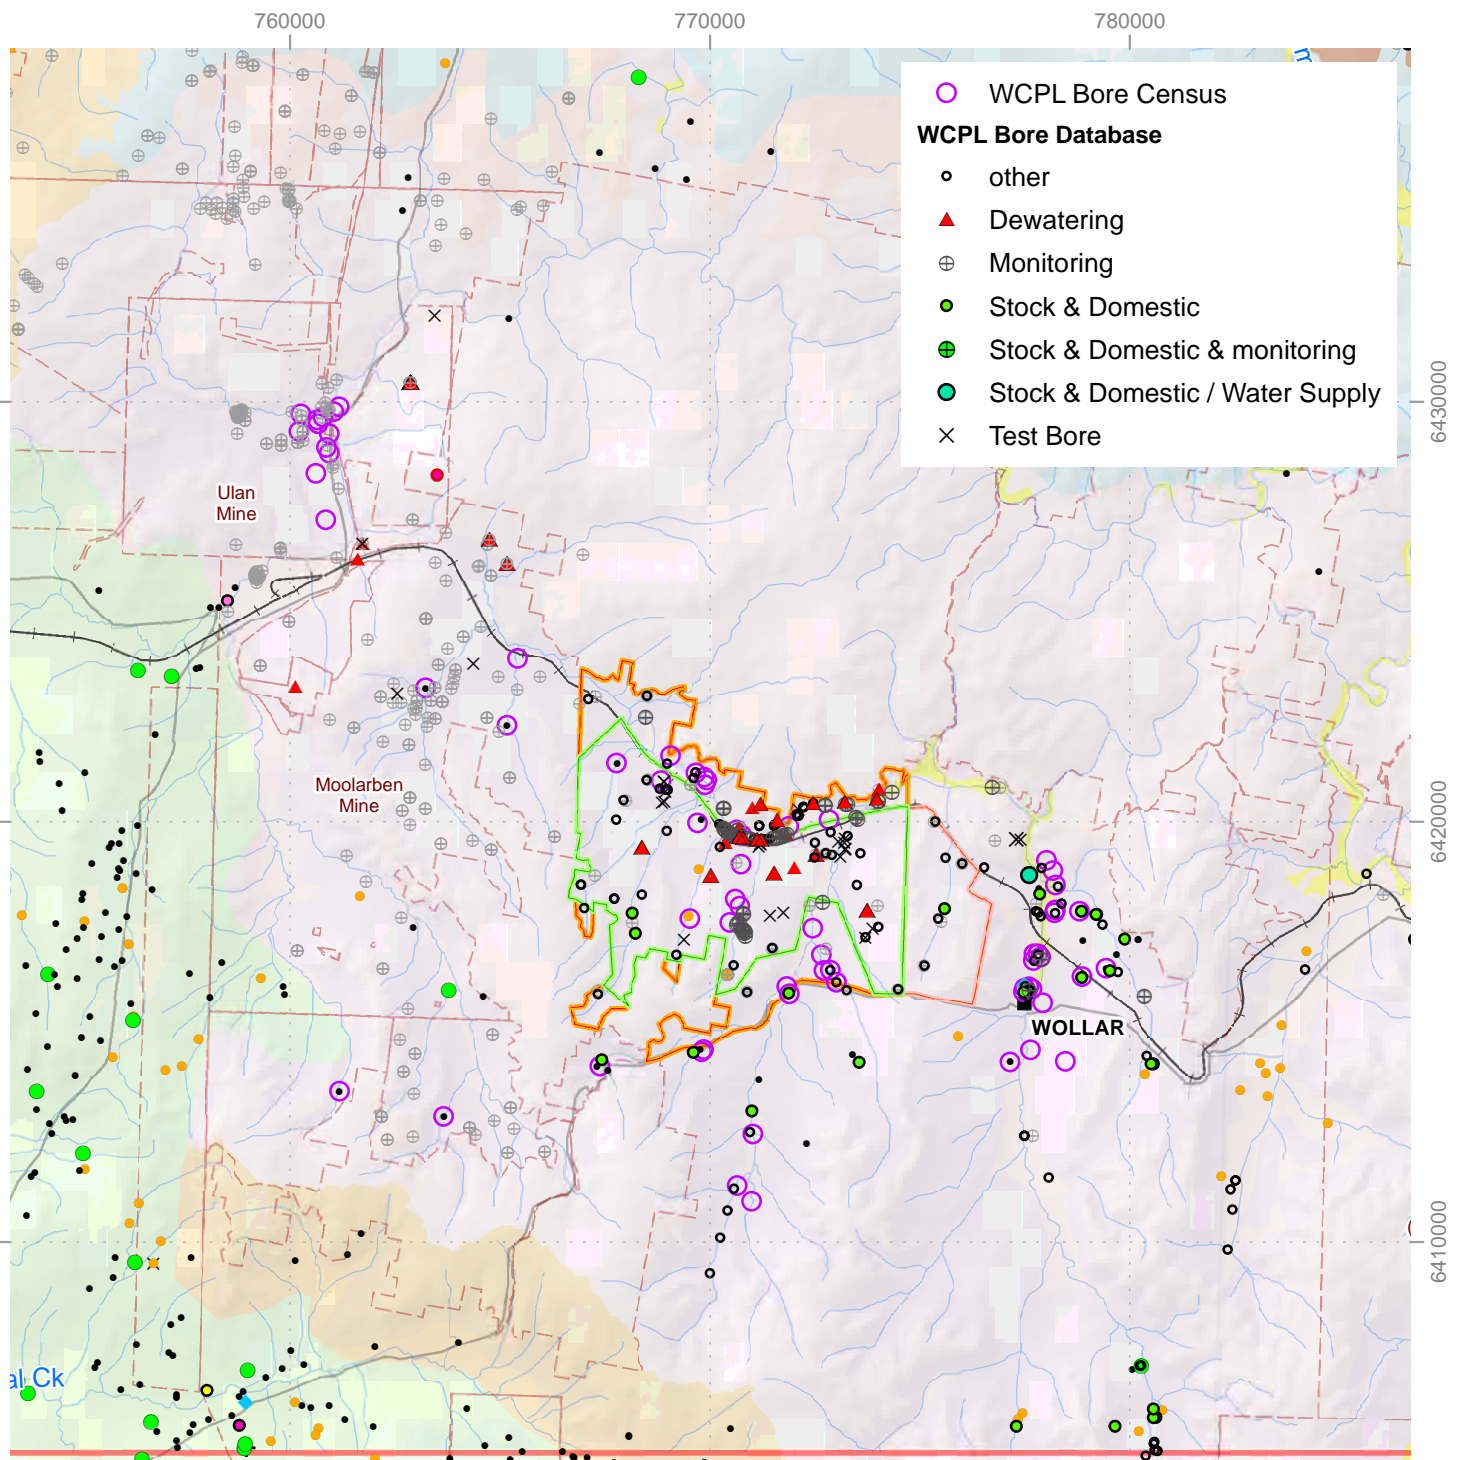 760000
770000
780000
WCPL Bore Census
WCPL Bore Database
other
Dewatering
Monitoring
Stock & Domestic
Stock & Domestic & monitoring
Stock & Domestic / Water Supply
Test Bore
6430000
Ulan
Mine
Moolarben
Mine
6420000
WOLLAR
6410000
al Ck